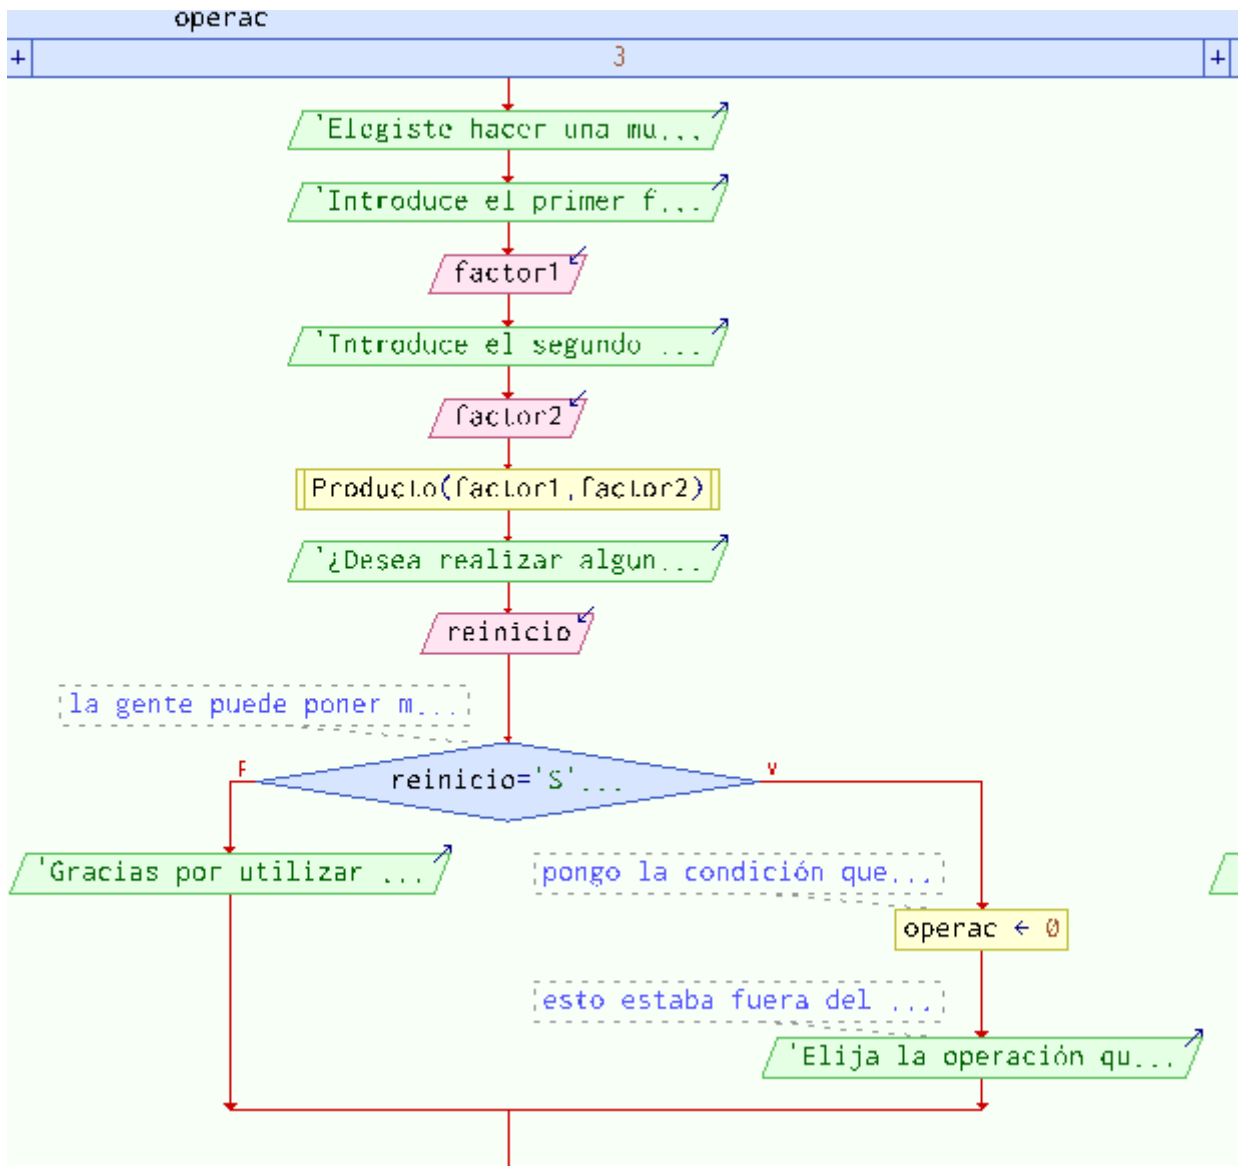 operac
+ 3 +
'Elegiste hacer una mu...
'Introduce el primer f...
factor1
'Introduce el segundo ...
factor2
Producto(factor1,factor2)
'¿Desea realizar algun...
reinicio
la gente puede poner m...
F V
reinicio='S'...
'Gracias por utilizar ...
pongo la condición que...
operac ← 0
esto estaba fuera del ...
'Elija la operación qu...